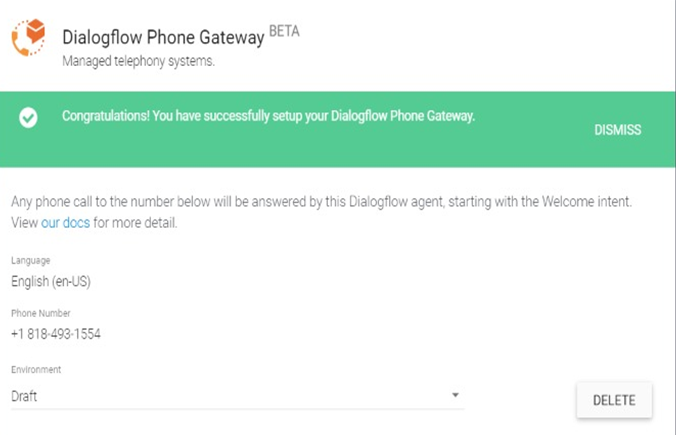 Dialogflow Phone Gateway BETA
Managed telephony systems.
Congratulations! You have successfully setup your Dialogflow Phone Gateway.
DISMISS
Any phone call to the number below will be answered by this Dialogflow agent, starting with the Welcome intent.
View our docs for more detail.
Language
English (en-US)
Phone Number
+1 818-493-1554
Environment
Draft
DELETE